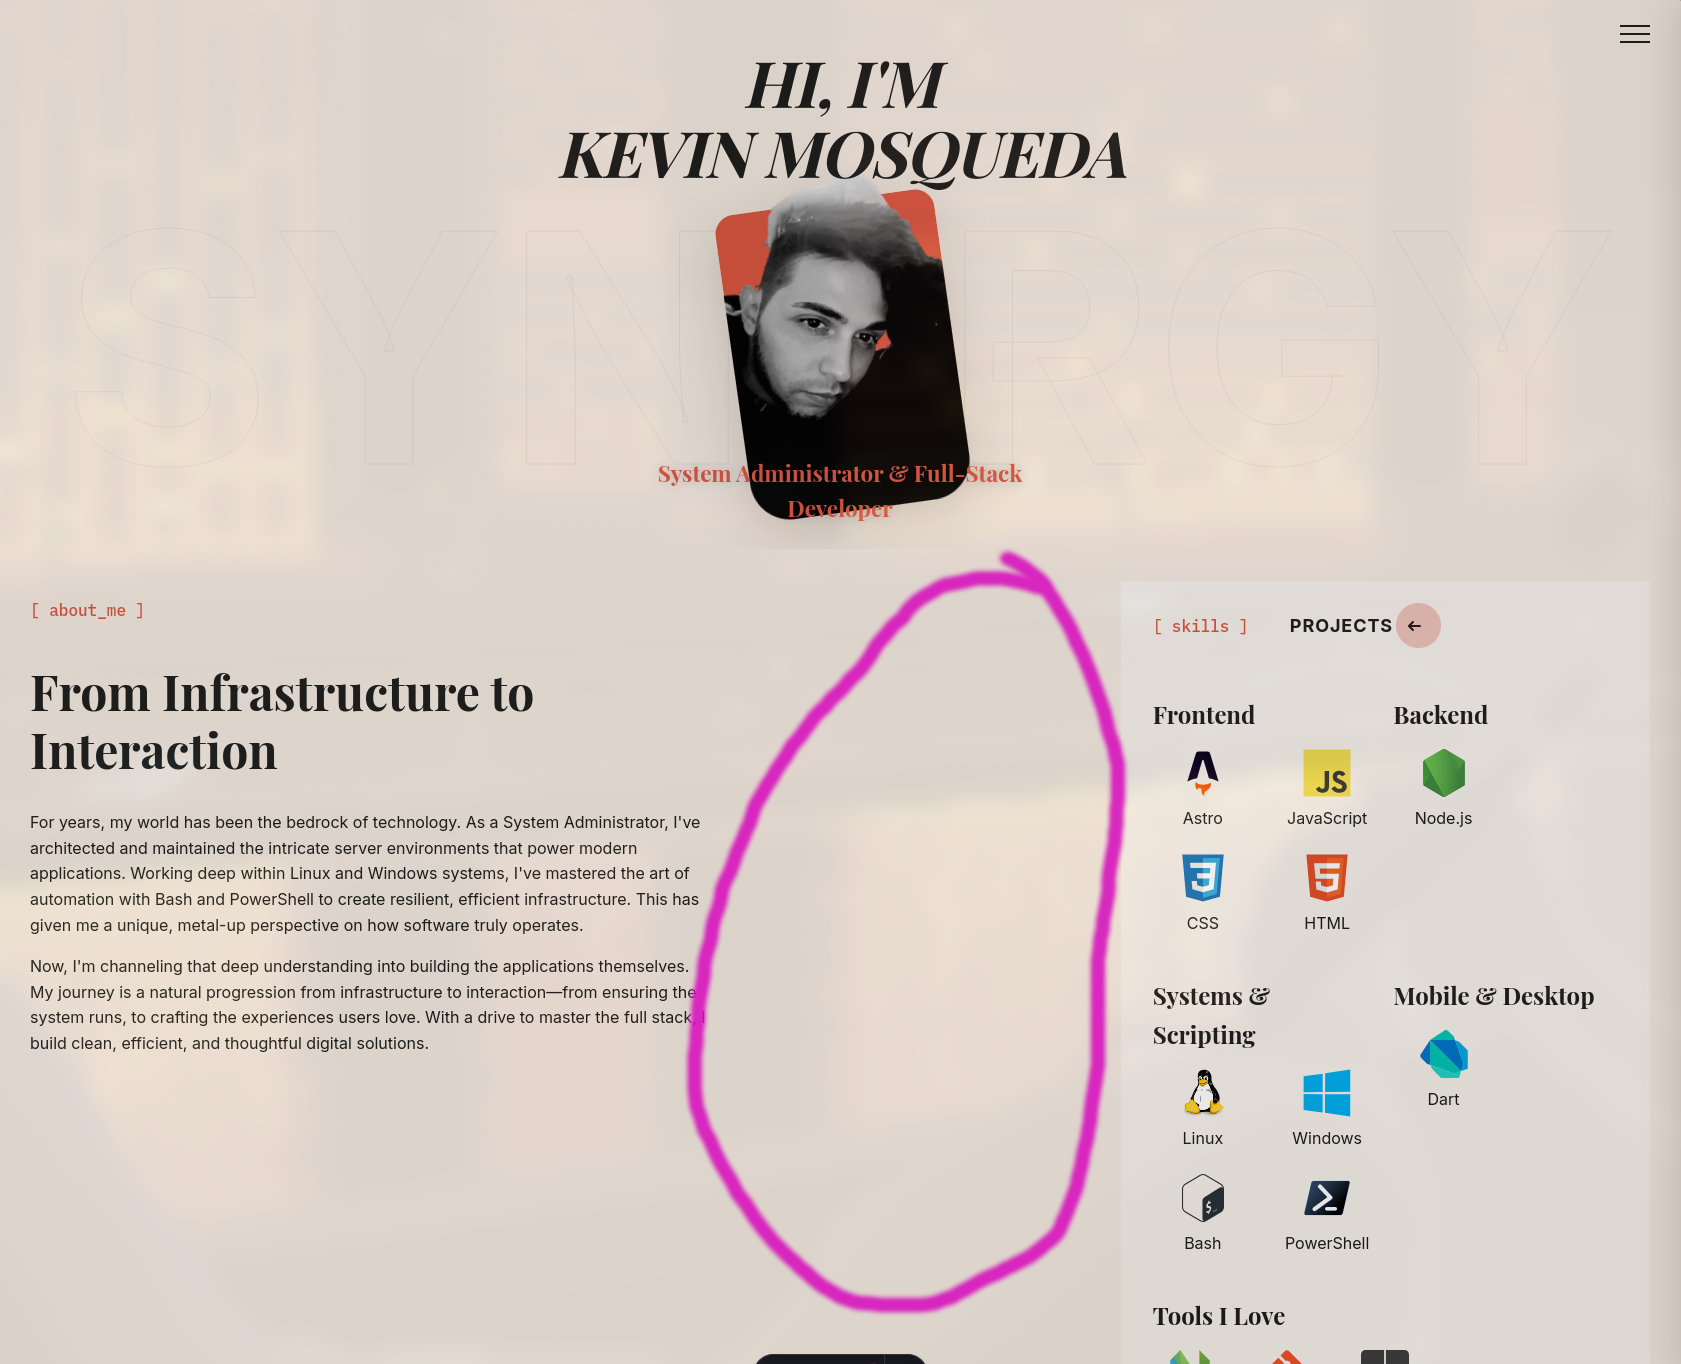 HI, I'M
KEVIN MOSQUEDA
SYNERGY
System Administrator & Full-Stack
Developer
[ about_me ]
From Infrastructure to
Interaction
For years, my world has been the bedrock of technology. As a System Administrator, I've
architected and maintained the intricate server environments that power modern
applications. Working deep within Linux and Windows systems, I've mastered the art of
automation with Bash and PowerShell to create resilient, efficient infrastructure. This has
given me a unique, metal-up perspective on how software truly operates.
Now, I'm channeling that deep understanding into building the applications themselves.
My journey is a natural progression from infrastructure to interaction—from ensuring the
system runs, to crafting the experiences users love. With a drive to master the full stack, I
build clean, efficient, and thoughtful digital solutions.
[ skills ] PROJECTS ←
Frontend
Astro
JS
JavaScript
CSS
HTML
Backend
Node.js
Systems &
Scripting
Linux
Windows
Bash
PowerShell
Mobile & Desktop
Dart
Tools I Love